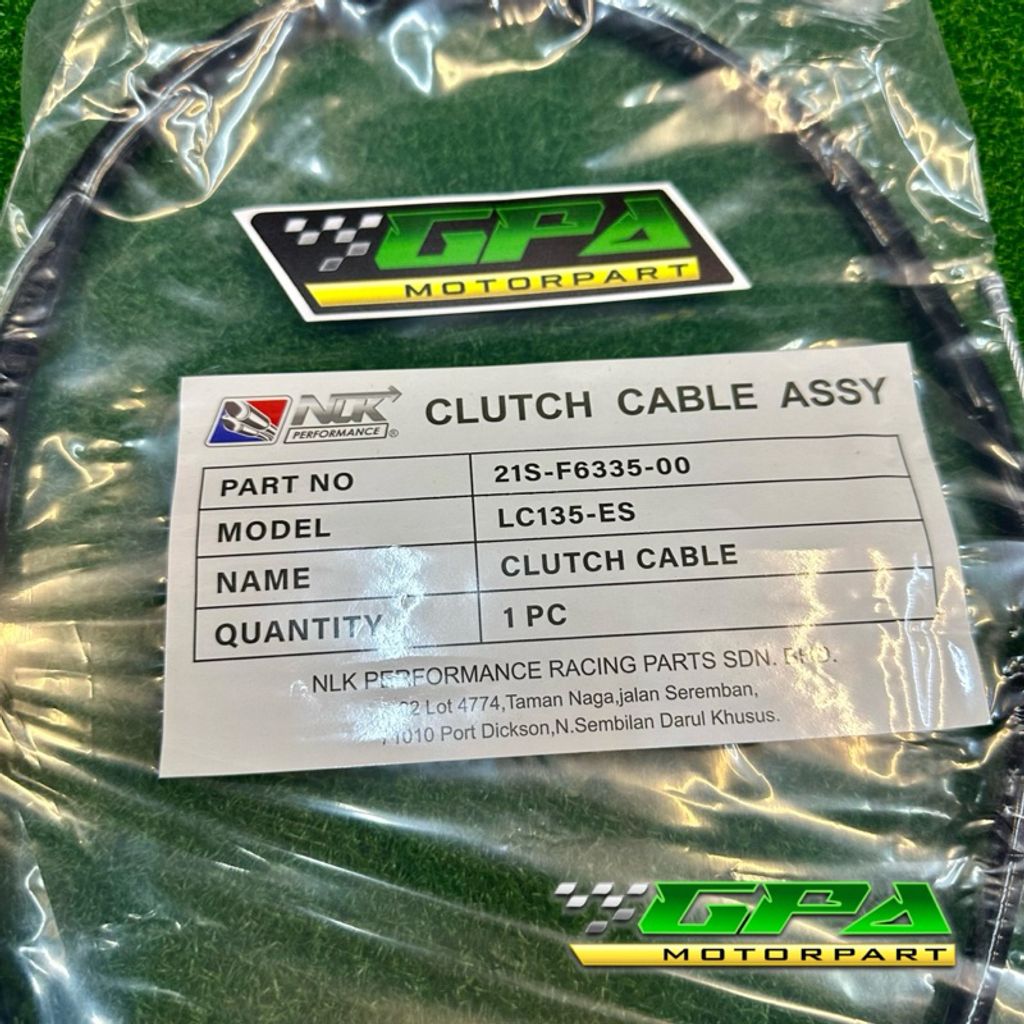 GPA
MOTORPART
NLK
PERFORMANCE ®
CLUTCH CABLE ASSY
PART NO 21S-F6335-00
MODEL LC135-ES
NAME CLUTCH CABLE
QUANTITY 1 PC
NLK PERFORMANCE RACING PARTS SDN. BHD.
Lot 4774,Taman Naga,jalan Seremban,
71010 Port Dickson,N.Sembilan Darul Khusus.
GPA
MOTORPART